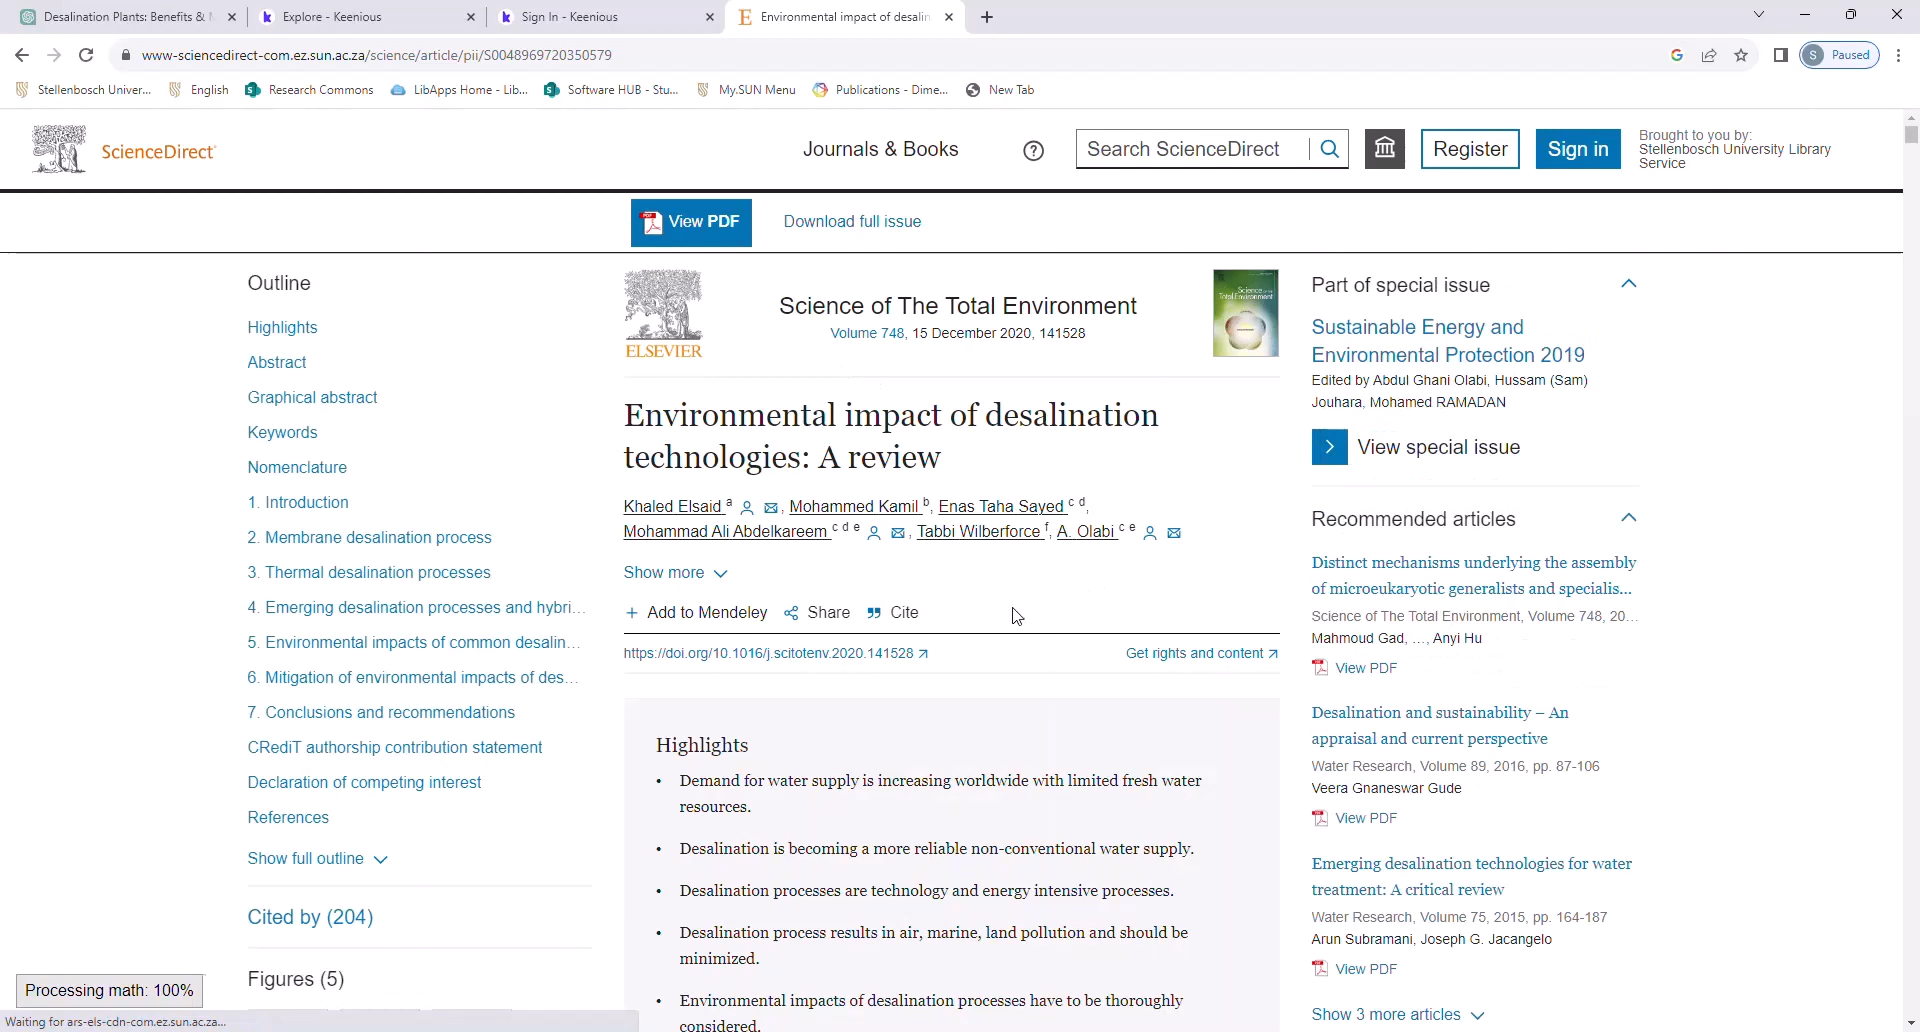 Desalination Plants: Benefits &
Explore - Keenious
Sign In - Keenious
Environmental impact of desalin
www-sciencedirect-com.ez.sun.ac.za/science/article/pii/S0048969720350579
S Paused
Stellenbosch Univer...
English
Research Commons
LibApps Home - Lib...
Software HUB - Stu...
My.SUN Menu
Publications - Dime...
New Tab
ScienceDirect
Journals & Books
Search ScienceDirect
Register
Sign in
Brought to you by:
Stellenbosch University Library
Service
View PDF
Download full issue
Outline
Highlights
Abstract
Graphical abstract
Keywords
Nomenclature
1. Introduction
2. Membrane desalination process
3. Thermal desalination processes
4. Emerging desalination processes and hybri...
5. Environmental impacts of common desalin...
6. Mitigation of environmental impacts of des...
7. Conclusions and recommendations
CRediT authorship contribution statement
Declaration of competing interest
References
Show full outline
Cited by (204)
Figures (5)
ELSEVIER
Science of The Total Environment
Volume 748, 15 December 2020, 141528
Environmental impact of desalination
technologies: A review
Khaled Elsaid a, Mohammed Kamil b, Enas Taha Sayed c d,
Mohammad Ali Abdelkareem c d e, Tabbi Wilberforce f, A. Olabi c e
Show more
+ Add to Mendeley Share Cite
https://doi.org/10.1016/j.scitotenv.2020.141528
Get rights and content
Highlights
• Demand for water supply is increasing worldwide with limited fresh water
resources.
• Desalination is becoming a more reliable non-conventional water supply.
• Desalination processes are technology and energy intensive processes.
• Desalination process results in air, marine, land pollution and should be
minimized.
• Environmental impacts of desalination processes have to be thoroughly
considered.
Part of special issue
Sustainable Energy and
Environmental Protection 2019
Edited by Abdul Ghani Olabi, Hussam (Sam)
Jouhara, Mohamed RAMADAN
View special issue
Recommended articles
Distinct mechanisms underlying the assembly
of microeukaryotic generalists and specialis...
Science of The Total Environment, Volume 748, 20...
Mahmoud Gad, ..., Anyi Hu
View PDF
Desalination and sustainability – An
appraisal and current perspective
Water Research, Volume 89, 2016, pp. 87-106
Veera Gnaneswar Gude
View PDF
Emerging desalination technologies for water
treatment: A critical review
Water Research, Volume 75, 2015, pp. 164-187
Arun Subramani, Joseph G. Jacangelo
View PDF
Show 3 more articles
Processing math: 100%
Waiting for ars-els-cdn-com.ez.sun.ac.za...